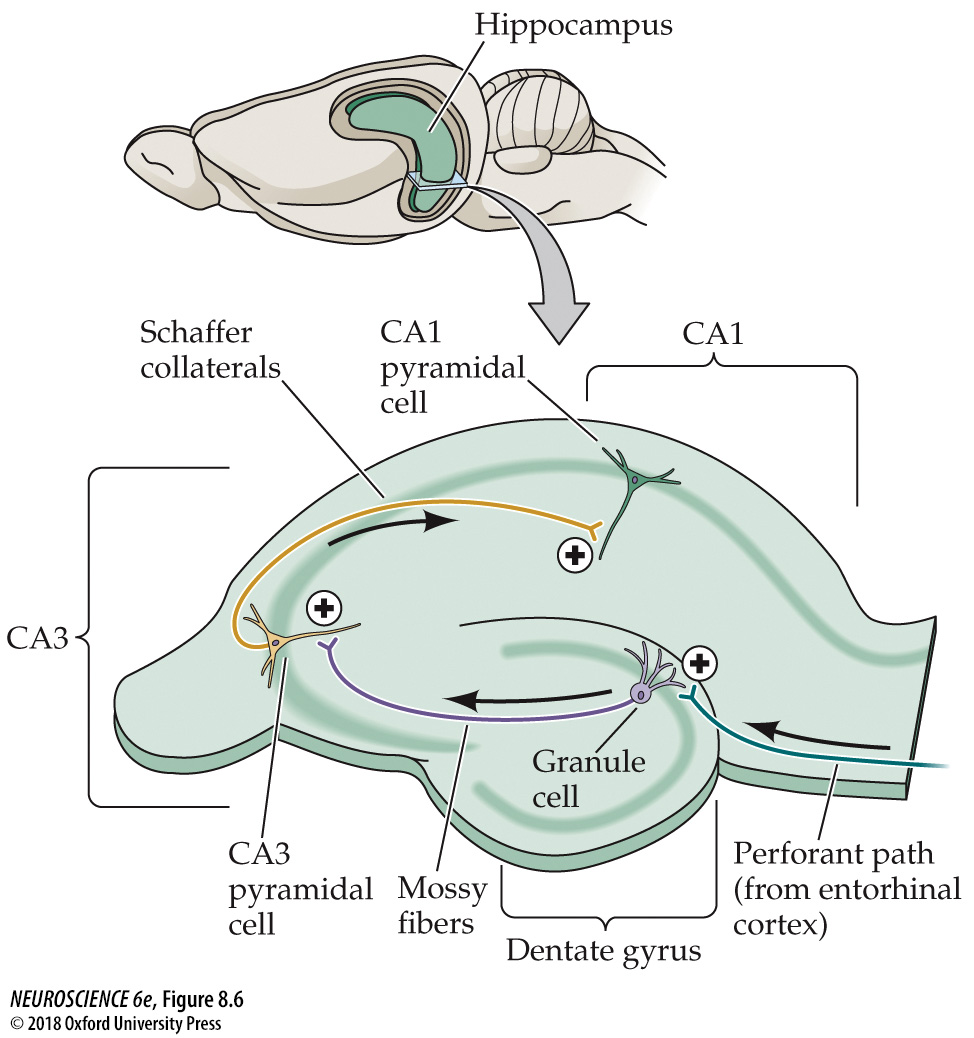 Hippocampus
Schaffer
collaterals
CA1
pyramidal
cell
CA1
CA3
Granule
cell
CA3
pyramidal
cell
Mossy
fibers
Perforant path
(from entorhinal
cortex)
Dentate gyrus
NEUROSCIENCE 6e, Figure 8.6
© 2018 Oxford University Press